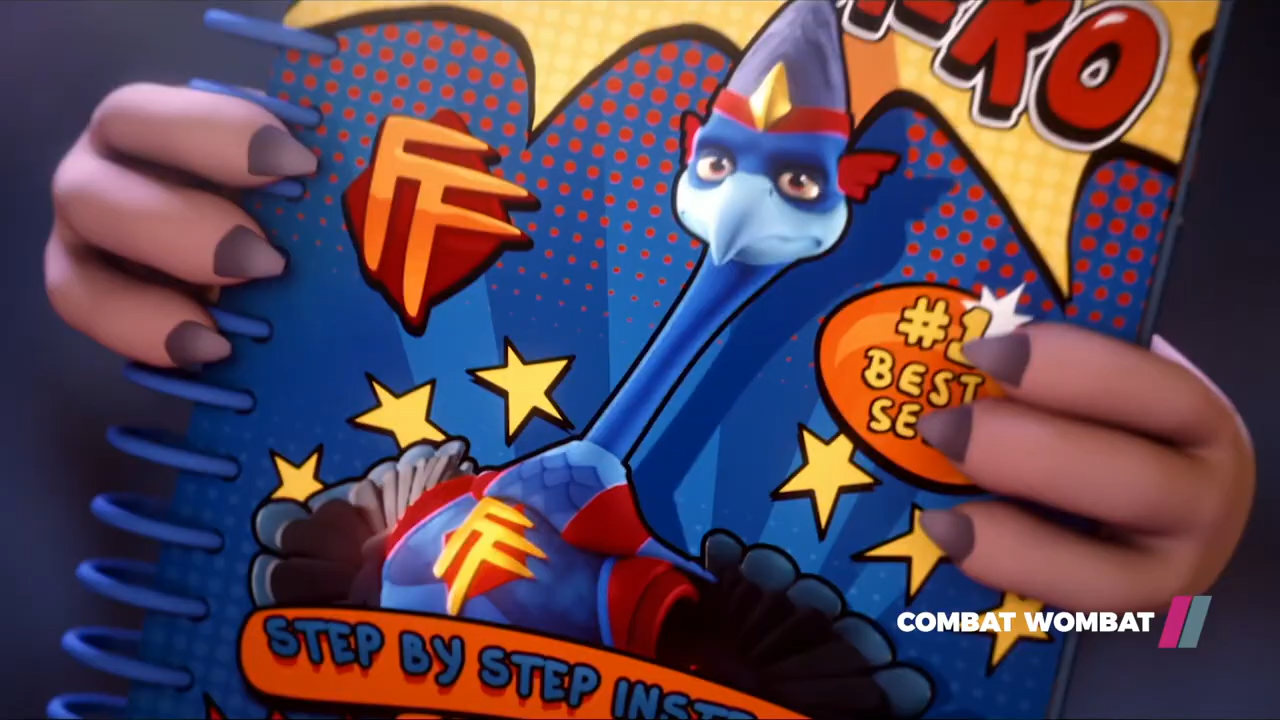 ERO
FF
#1
BEST
SE
FF
STEP BY STEP INST
COMBAT WOMBAT